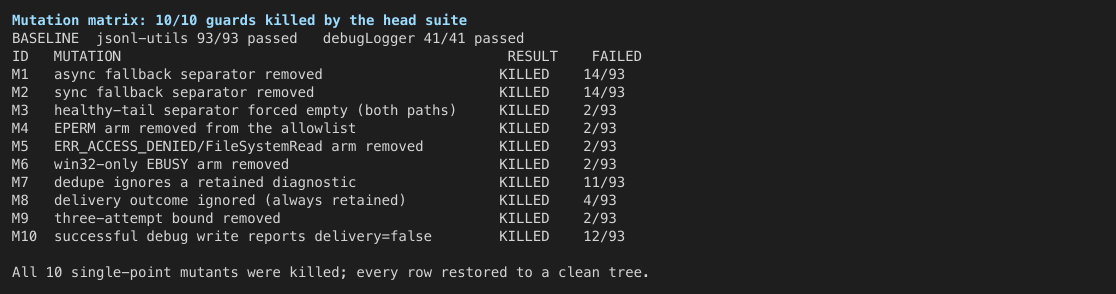 Mutation matrix: 10/10 guards killed by the head suite
BASELINE  jsonl-utils 93/93 passed   debugLogger 41/41 passed
ID   MUTATION                                               RESULT    FAILED
M1   async fallback separator removed                      KILLED    14/93
M2   sync fallback separator removed                       KILLED    14/93
M3   healthy-tail separator forced empty (both paths)      KILLED    2/93
M4   EPERM arm removed from the allowlist                  KILLED    2/93
M5   ERR_ACCESS_DENIED/FileSystemRead arm removed          KILLED    2/93
M6   win32-only EBUSY arm removed                          KILLED    2/93
M7   dedupe ignores a retained diagnostic                  KILLED    11/93
M8   delivery outcome ignored (always retained)            KILLED    4/93
M9   three-attempt bound removed                           KILLED    2/93
M10  successful debug write reports delivery=false         KILLED    12/93
All 10 single-point mutants were killed; every row restored to a clean tree.